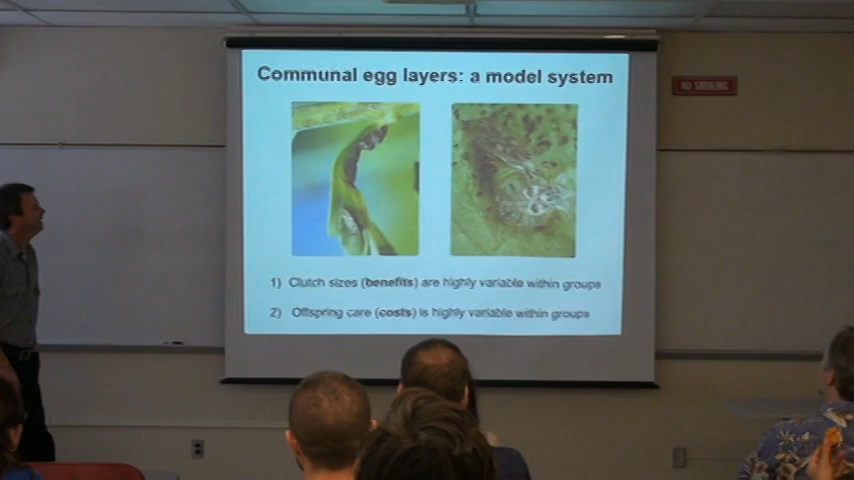 Communal egg layers: a model system
NO SMOKING
1) Clutch sizes (benefits) are highly variable within groups
2) Offspring care (costs) is highly variable within groups